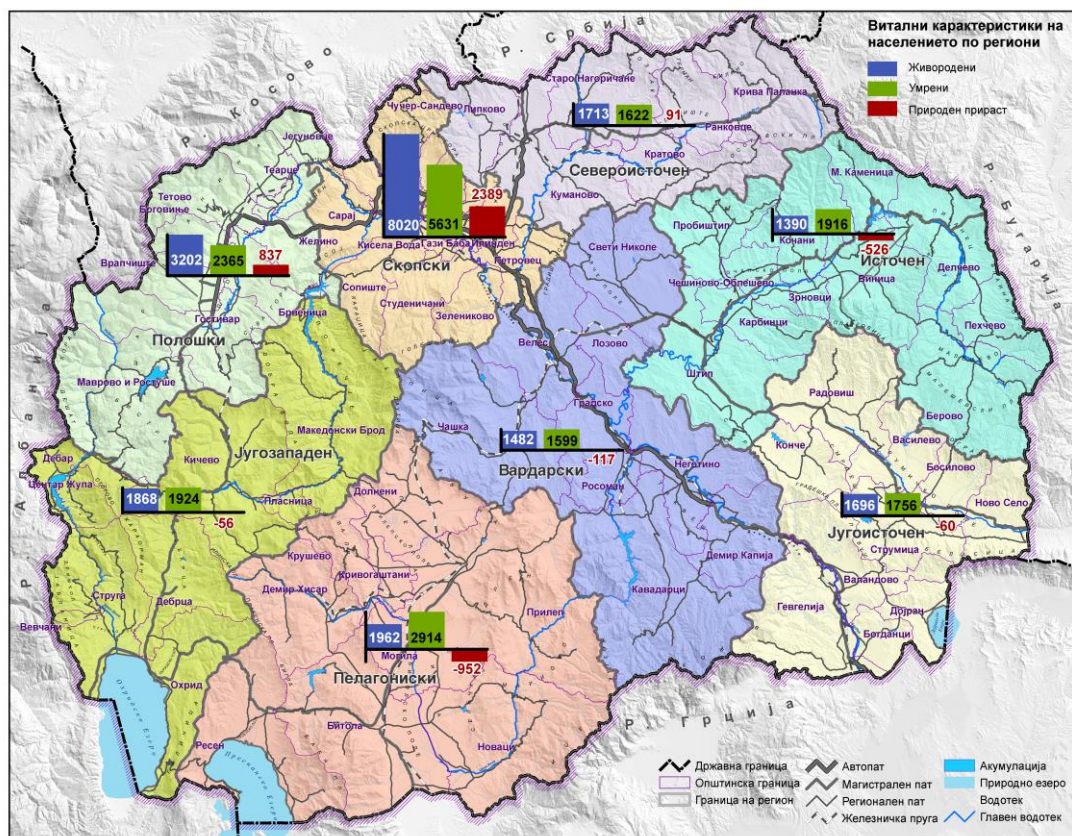 Витални карактеристики на
населението по региони
Живородени
Умрени
Природен прираст
Р. Србија
Р. Косово
Р. Бугарија
Р. Грција
Старо Нагоричане
Крива Паланка
Чучер-Сандево
Липково
1713
1622
91
Ранковце
Кратово
Североисточен
Куманово
Јегуновце
Теарце
Тетово
Боговиње
Сарај
Желино
8020
5631
2389
Кисела Вода
Гази Баба
Илинден
Петровец
Скопски
Сопиште
Студеничани
Зелениково
3202
2365
837
Врапчиште
Гостивар
Брвеница
Полошки
Маврово и Ростуше
М. Каменица
Пробиштип
1390
1916
-526
Источен
Виница
Делчево
Чешиново-Облешево
Зрновци
Карбинци
Пехчево
Штип
Берово
Свети Николе
Велес
Лозово
Градско
Чашка
1482
1599
-117
Вардарски
Неготино
Росоман
Демир Капија
Кавадарци
Македонски Брод
Југозападен
Дебар
Кичево
Центар Жупа
Пласница
1868
1924
-56
Струга
Дебрца
Вевчани
Охрид
Охридско Езеро
Долнени
Крушево
Кривогаштани
Демир Хисар
Прилеп
1962
2914
-952
Могила
Пелагониски
Битола
Ресен
Новаци
Преспанско Езеро
Радовиш
Василево
Конче
Босилово
Ново Село
1696
1756
-60
Југоисточен
Струмица
Валандово
Гевгелија
Дојран
Богданци
Државна граница
Општинска граница
Граница на регион
Автопат
Магистрален пат
Регионален пат
Железничка пруга
Акумулација
Природно езеро
Водотек
Главен водотек